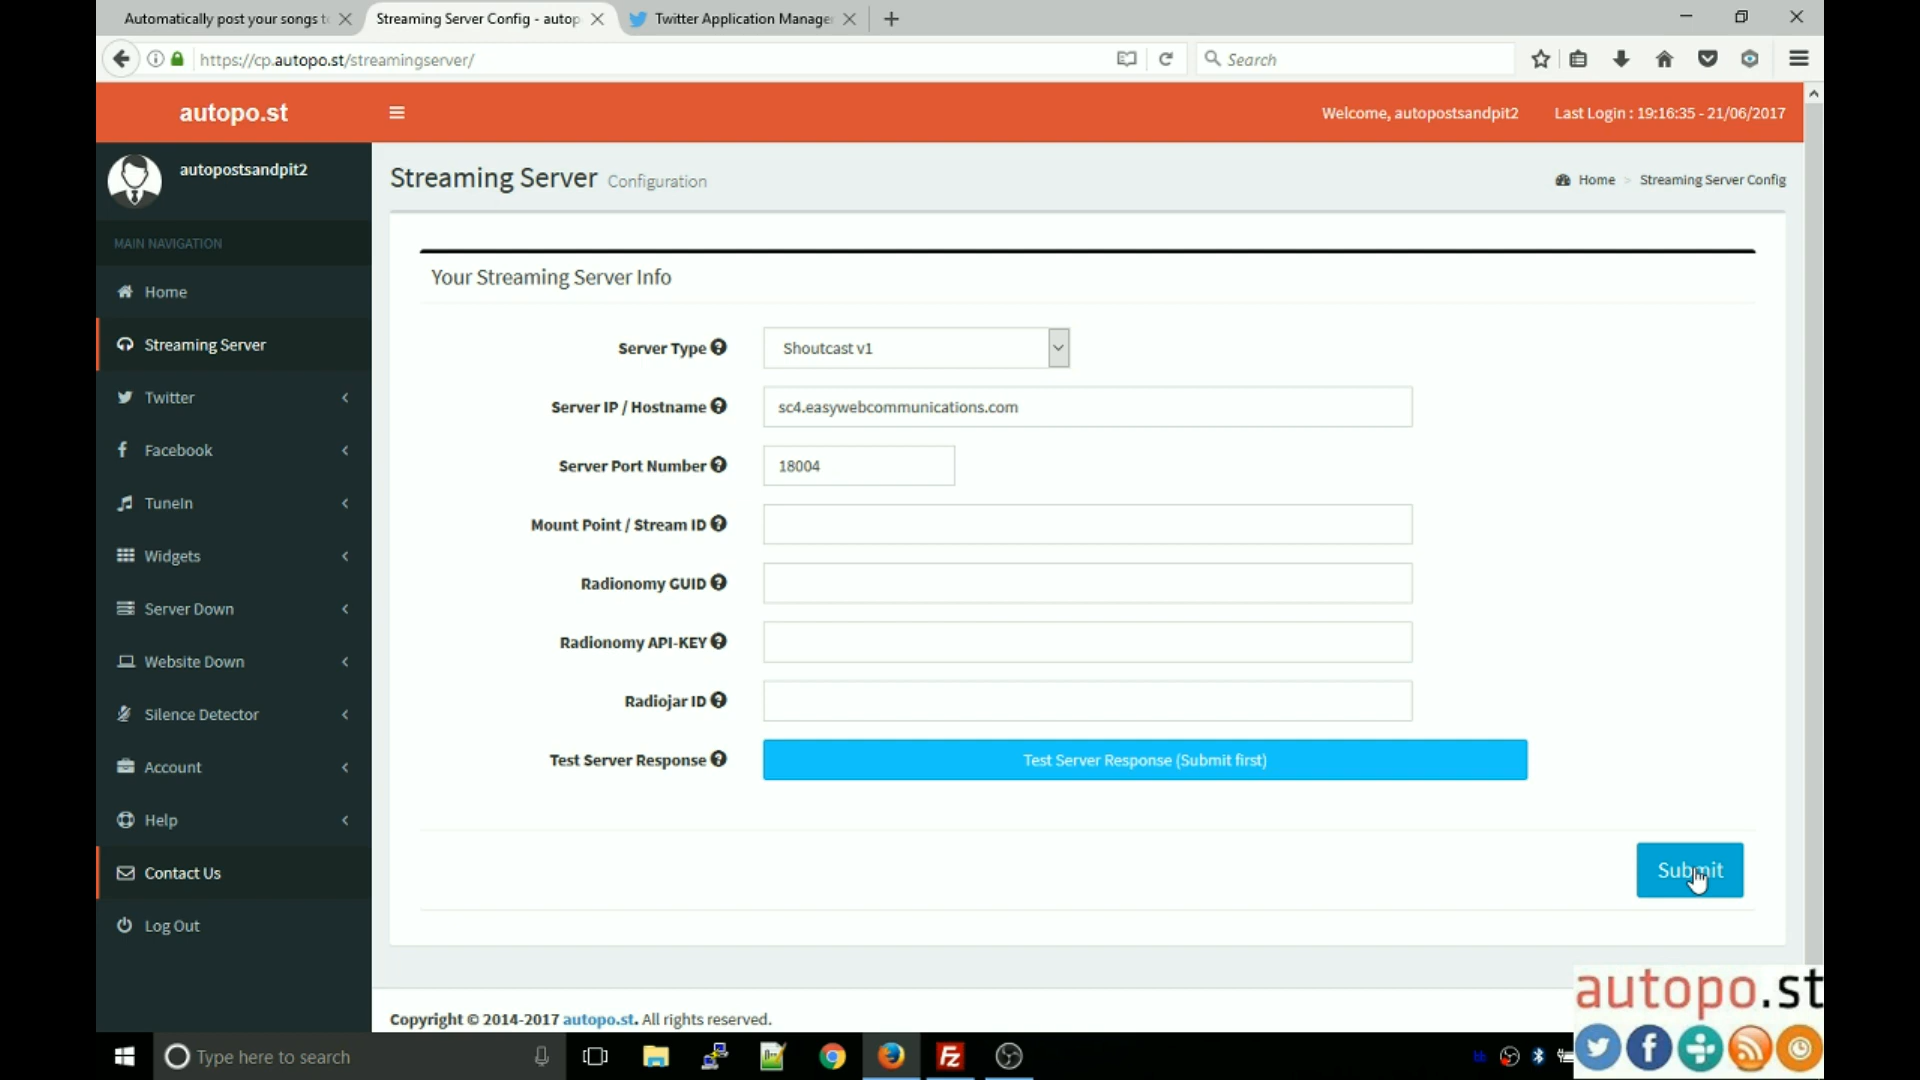 Automatically post your songs t
Streaming Server Config - autop
Twitter Application Manage
https://cp.autopo.st/streamingserver/
Search
autopo.st
Welcome, autopostsandpit2
Last Login : 19:16:35 - 21/06/2017
autopostsandpit2
Streaming Server Configuration
Home > Streaming Server Config
MAIN NAVIGATION
Home
Streaming Server
Twitter
Facebook
TuneIn
Widgets
Server Down
Website Down
Silence Detector
Account
Help
Contact Us
Log Out
Your Streaming Server Info
Server Type
Shoutcast v1
Server IP / Hostname
sc4.easywebcommunications.com
Server Port Number
18004
Mount Point / Stream ID
Radionomy GUID
Radionomy API-KEY
Radiojar ID
Test Server Response
Test Server Response (Submit first)
Submit
Copyright © 2014-2017 autopo.st. All rights reserved.
autopo.st
Type here to search